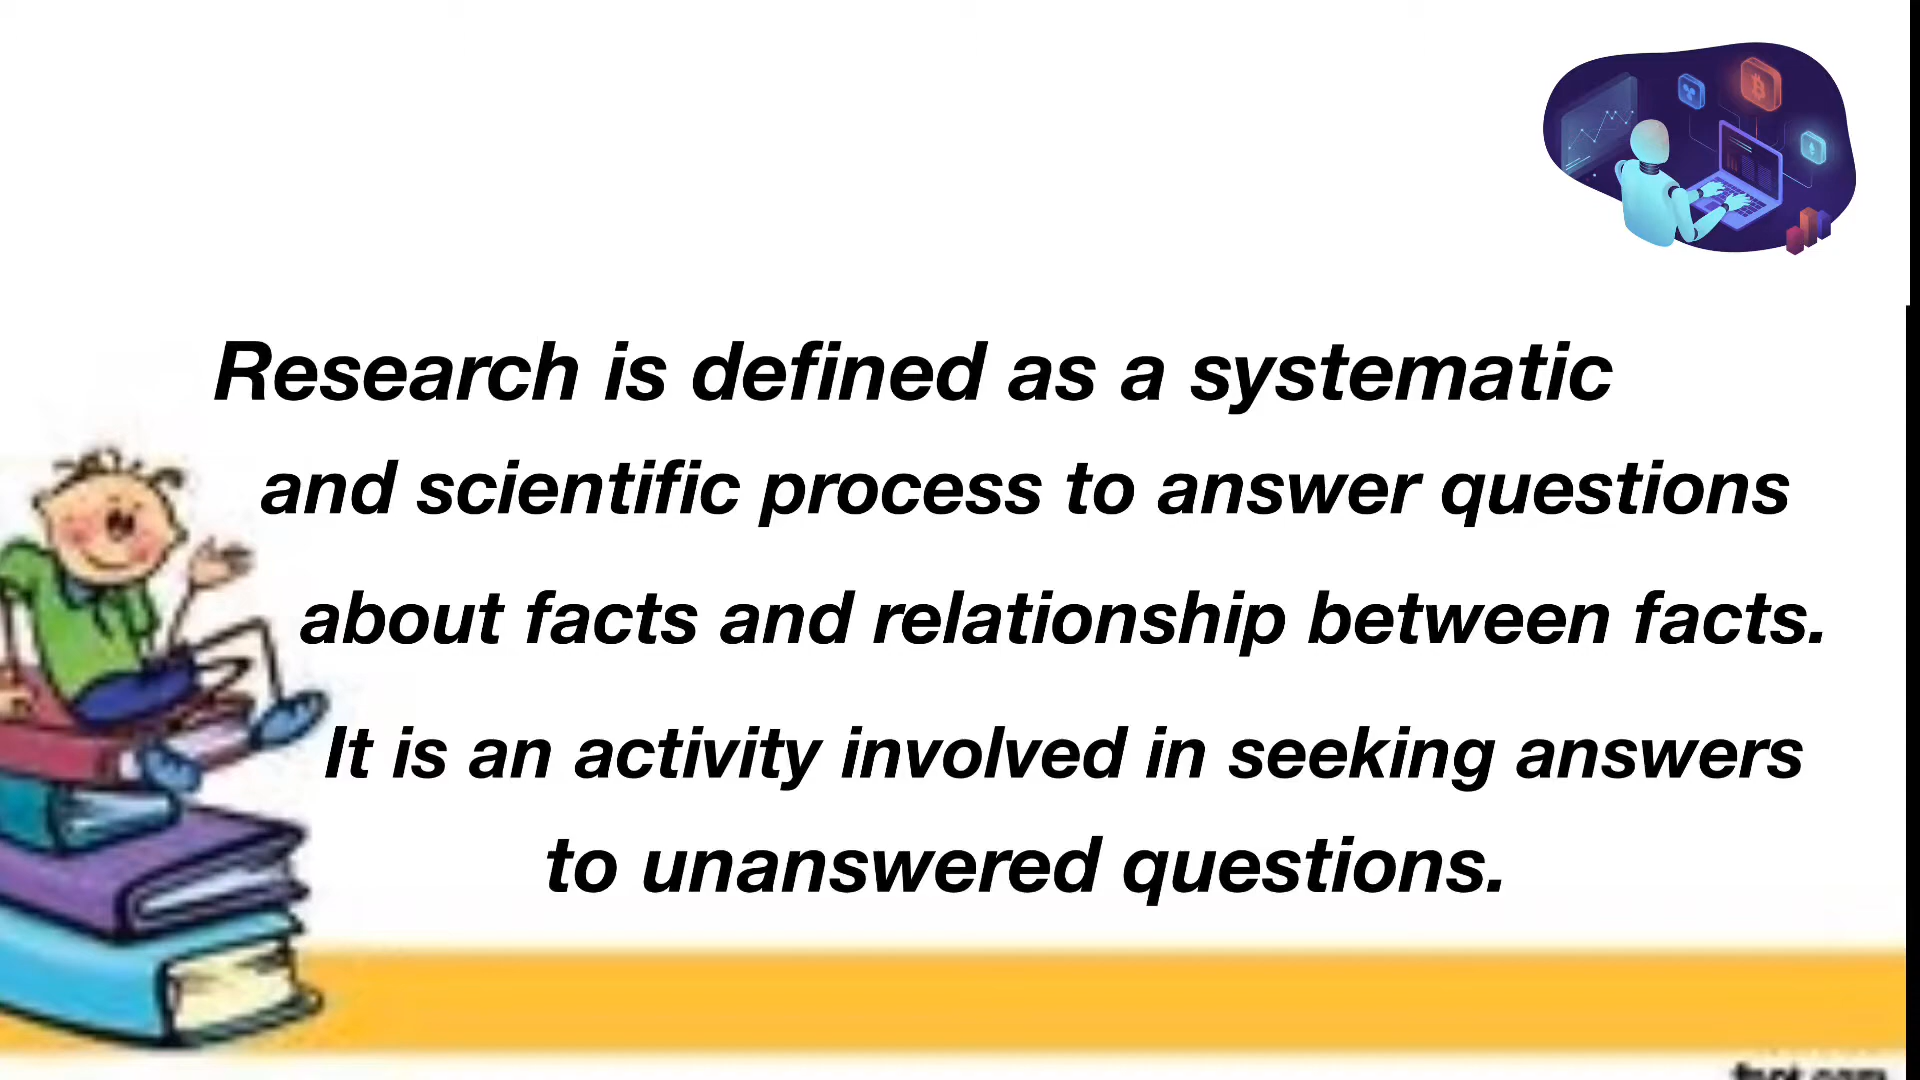 Research is defined as a systematic
and scientific process to answer questions
about facts and relationship between facts.
It is an activity involved in seeking answers
to unanswered questions.